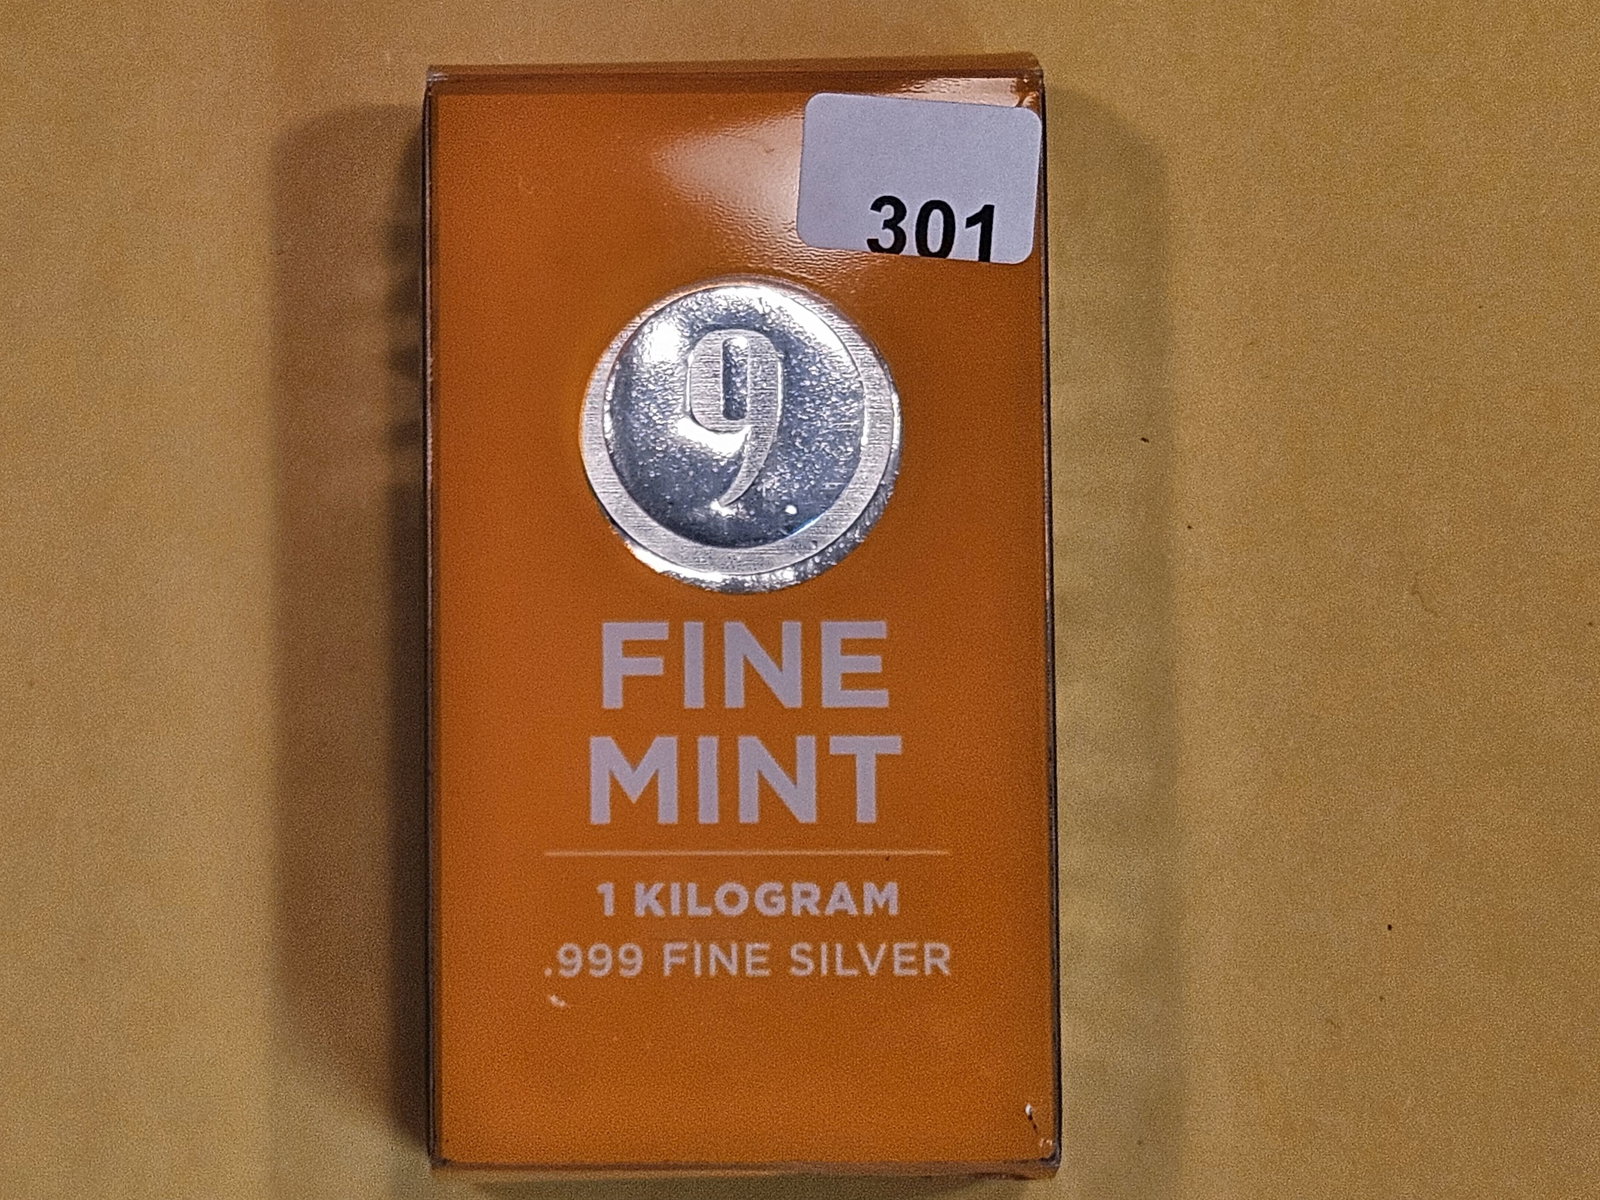 301
9
FINE
MINT
1 KILOGRAM
.999 FINE SILVER